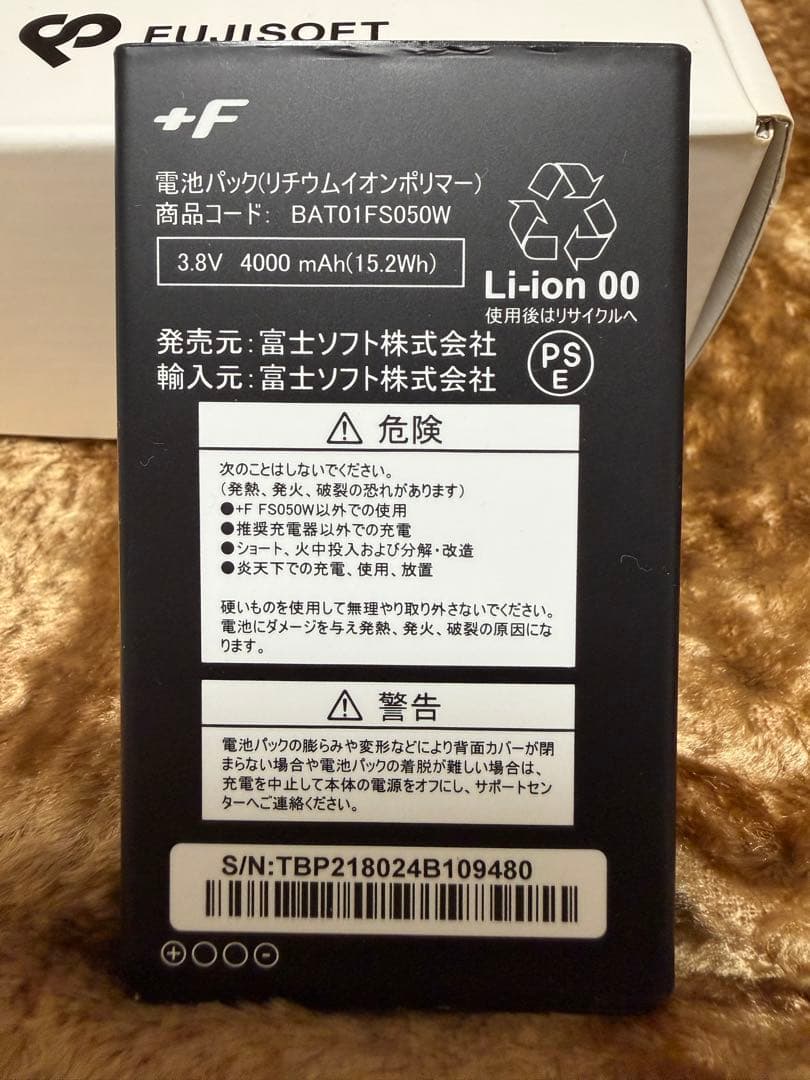 FUJISOFT
+F
電池パック(リチウムイオンポリマー)
商品コード: BAT01FS050W
3.8V 4000 mAh(15.2Wh)
Li-ion 00
使用後はリサイクルへ
発売元:富士ソフト株式会社
輸入元:富士ソフト株式会社
PS
E
⚠ 危険
次のことはしないでください。
(発熱、発火、破裂の恐れがあります)
●+F FS050W以外での使用
●推奨充電器以外での充電
●ショート、火中投入および分解・改造
●炎天下での充電、使用、放置
硬いものを使用して無理やり取り外さないでください。
電池にダメージを与え発熱、発火、破裂の原因にな
ります。
⚠ 警告
電池パックの膨らみや変形などにより背面カバーが閉
まらない場合や電池パックの着脱が難しい場合は、
充電を中止して本体の電源をオフにし、サポートセン
ターへご連絡ください。
S/N:TBP218024B109480
+ -